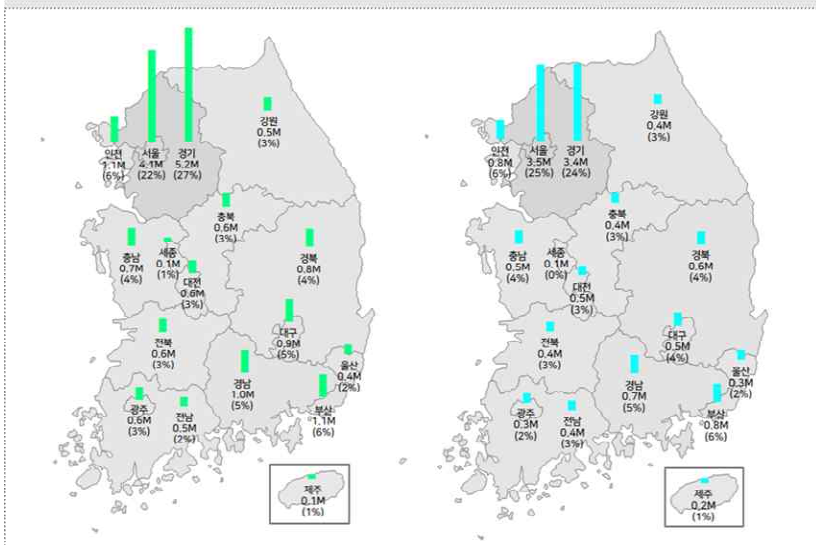 강원
0.5M
(3%)
인천
1.1M
(6%)
서울
4.1M
(22%)
경기
5.2M
(27%)
충북
0.6M
(3%)
충남
0.7M
(4%)
세종
0.1M
(1%)
대전
0.6M
(3%)
경북
0.8M
(4%)
대구
0.9M
(5%)
전북
0.6M
(3%)
울산
0.4M
(2%)
경남
1.0M
(5%)
부산
1.1M
(6%)
광주
0.6M
(3%)
전남
0.5M
(2%)
제주
0.1M
(1%)
강원
0.4M
(3%)
인천
0.8M
(6%)
서울
3.5M
(25%)
경기
3.4M
(24%)
충북
0.4M
(3%)
충남
0.5M
(4%)
세종
0.1M
(0%)
대전
0.5M
(3%)
경북
0.6M
(4%)
대구
0.5M
(4%)
전북
0.4M
(3%)
울산
0.3M
(2%)
경남
0.7M
(5%)
부산
0.8M
(6%)
광주
0.3M
(2%)
전남
0.4M
(3%)
제주
0.2M
(1%)